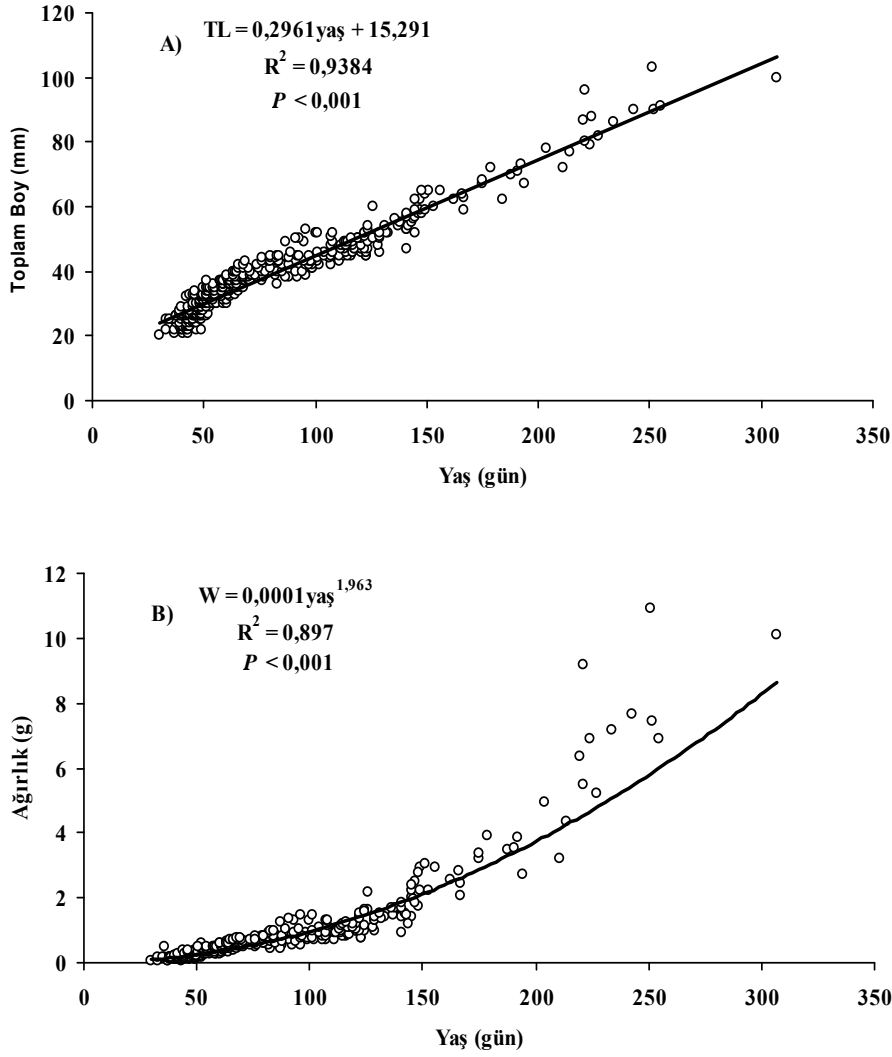 A)
TL = 0,2961yaş + 15,291
R² = 0,9384
P < 0,001
Toplam Boy (mm)
120
100
80
60
40
20
0
0 50 100 150 200 250 300 350
Yaş (gün)
B)
W = 0,0001yaş^1,963
R² = 0,897
P < 0,001
Ağırlık (g)
12
10
8
6
4
2
0
0 50 100 150 200 250 300 350
Yaş (gün)